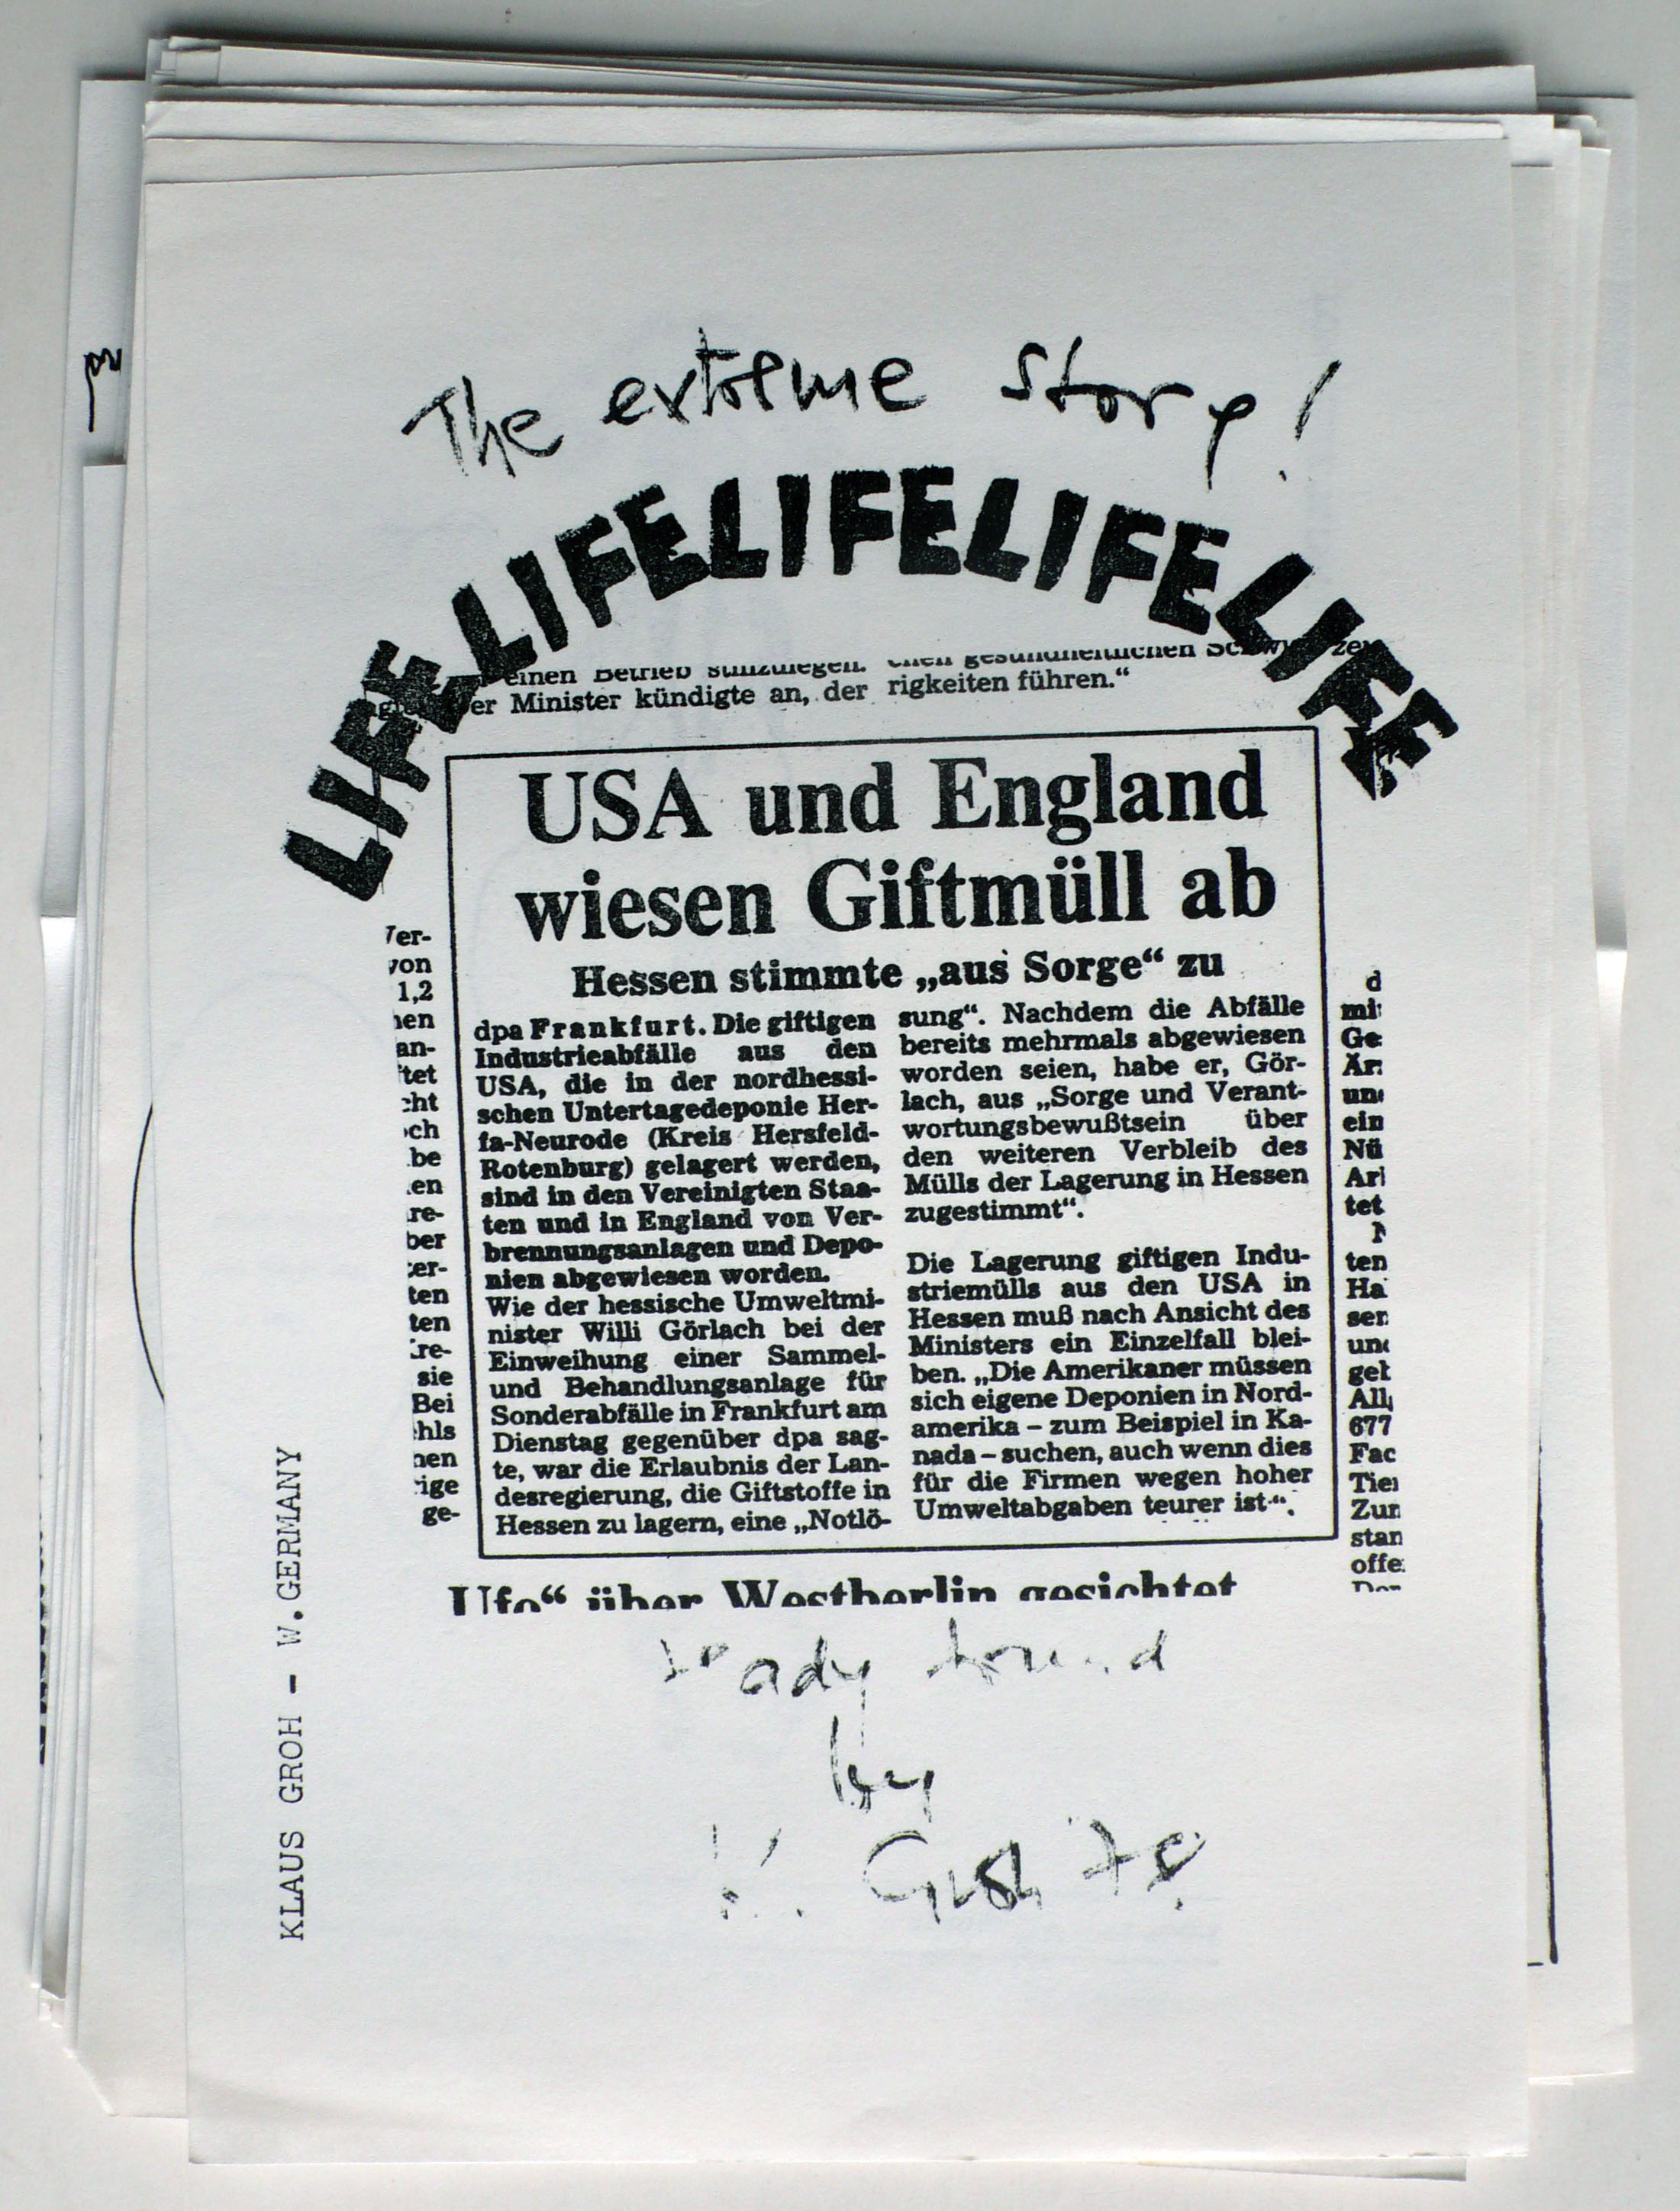 The extreme story!
LIFELIFELIFELIFELIFE
einen Betrieb stillzulegen.
er Minister kündigte an, der
chen gesundheitlichen
rigkeiten führen.“
USA und England
wiesen Giftmüll ab
Hessen stimmte „aus Sorge“ zu
dpa Frankfurt. Die giftigen
Industrieabfälle aus den
USA, die in der nordhessi-
schen Untertagedeponie Her-
fa-Neurode (Kreis Hersfeld-
Rotenburg) gelagert werden,
sind in den Vereinigten Staa-
ten und in England von Ver-
brennungsanlagen und Depo-
nien abgewiesen worden.
Wie der hessische Umweltmi-
nister Willi Görlach bei der
Einweihung einer Sammel-
und Behandlungsanlage für
Sonderabfälle in Frankfurt am
Dienstag gegenüber dpa sag-
te, war die Erlaubnis der Lan-
desregierung, die Giftstoffe in
Hessen zu lagern, eine „Notlö-
sung“. Nachdem die Abfälle
bereits mehrmals abgewiesen
worden seien, habe er, Gör-
lach, aus „Sorge und Verant-
wortungsbewußtsein über
den weiteren Verbleib des
Mülls der Lagerung in Hessen
zugestimmt“.
Die Lagerung giftigen Indu-
striemülls aus den USA in
Hessen muß nach Ansicht des
Ministers ein Einzelfall blei-
ben. „Die Amerikaner müssen
sich eigene Deponien in Nord-
amerika – zum Beispiel in Ka-
nada – suchen, auch wenn dies
für die Firmen wegen hoher
Umweltabgaben teurer ist“.
Ufo“ über Westberlin gesichtet
ready found
by
K. Groh
KLAUS GROH - W.GERMANY